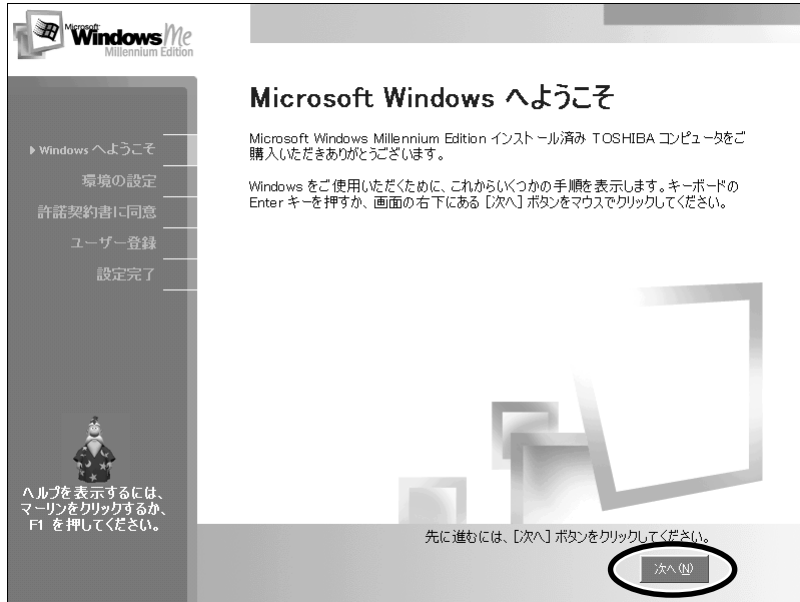 Microsoft
Windows Me
Millennium Edition
Windows へようこそ
環境の設定
許諾契約書に同意
ユーザー登録
設定完了
Microsoft Windows へようこそ
Microsoft Windows Millennium Edition インストール済み TOSHIBA コンピュータをご
購入いただきありがとうございます。
Windows をご使用いただくために、これからいくつかの手順を表示します。キーボードの
Enter キーを押すか、画面の右下にある [次へ] ボタンをマウスでクリックしてください。
ヘルプを表示するには、
マーリンをクリックするか、
F1 を押してください。
先に進むには、[次へ] ボタンをクリックしてください。
次へ(N)